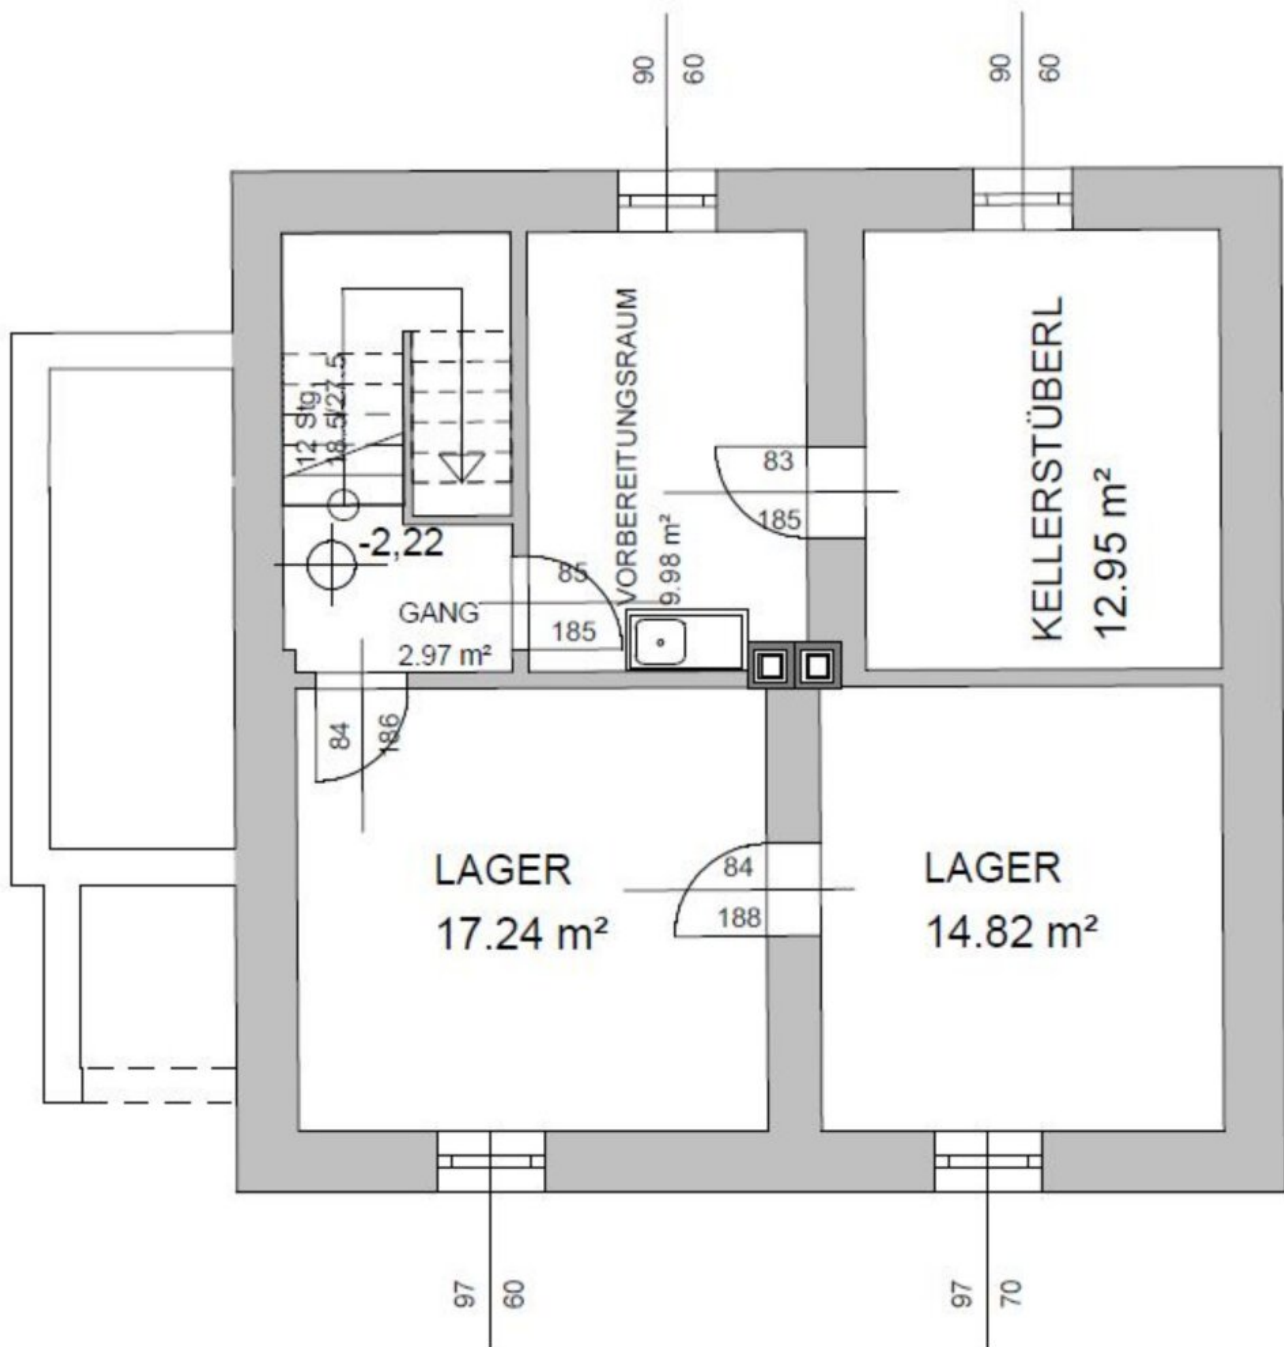 90
60
90
60
12 Stg.
18.5/27.5
-2,22
GANG
2.97 m²
VORBEREITUNGSRAUM
9.98 m²
85
185
83
185
KELLERSTÜBERL
12.95 m²
84
186
LAGER
17.24 m²
84
188
LAGER
14.82 m²
97
60
97
70